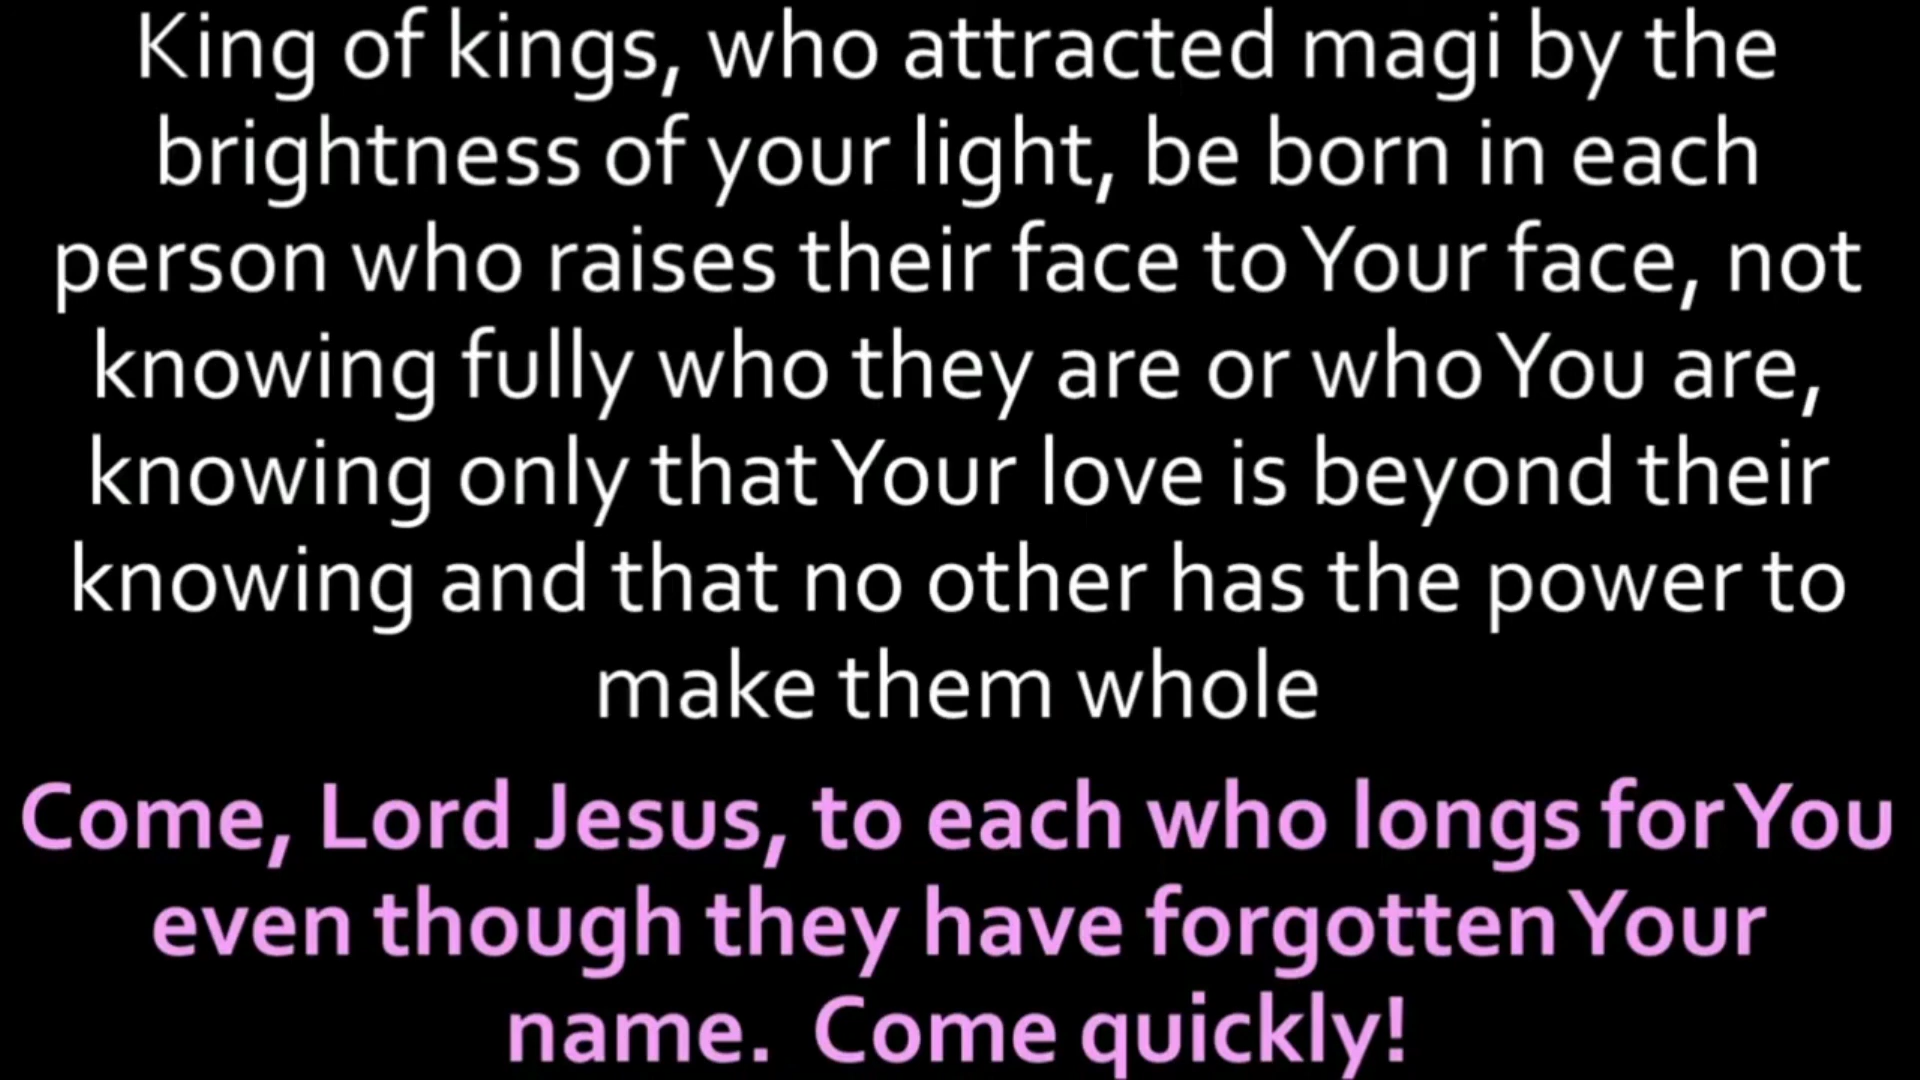 King of kings, who attracted magi by the
brightness of your light, be born in each
person who raises their face to Your face, not
knowing fully who they are or who You are,
knowing only that Your love is beyond their
knowing and that no other has the power to
make them whole
Come, Lord Jesus, to each who longs for You
even though they have forgotten Your
name.  Come quickly!